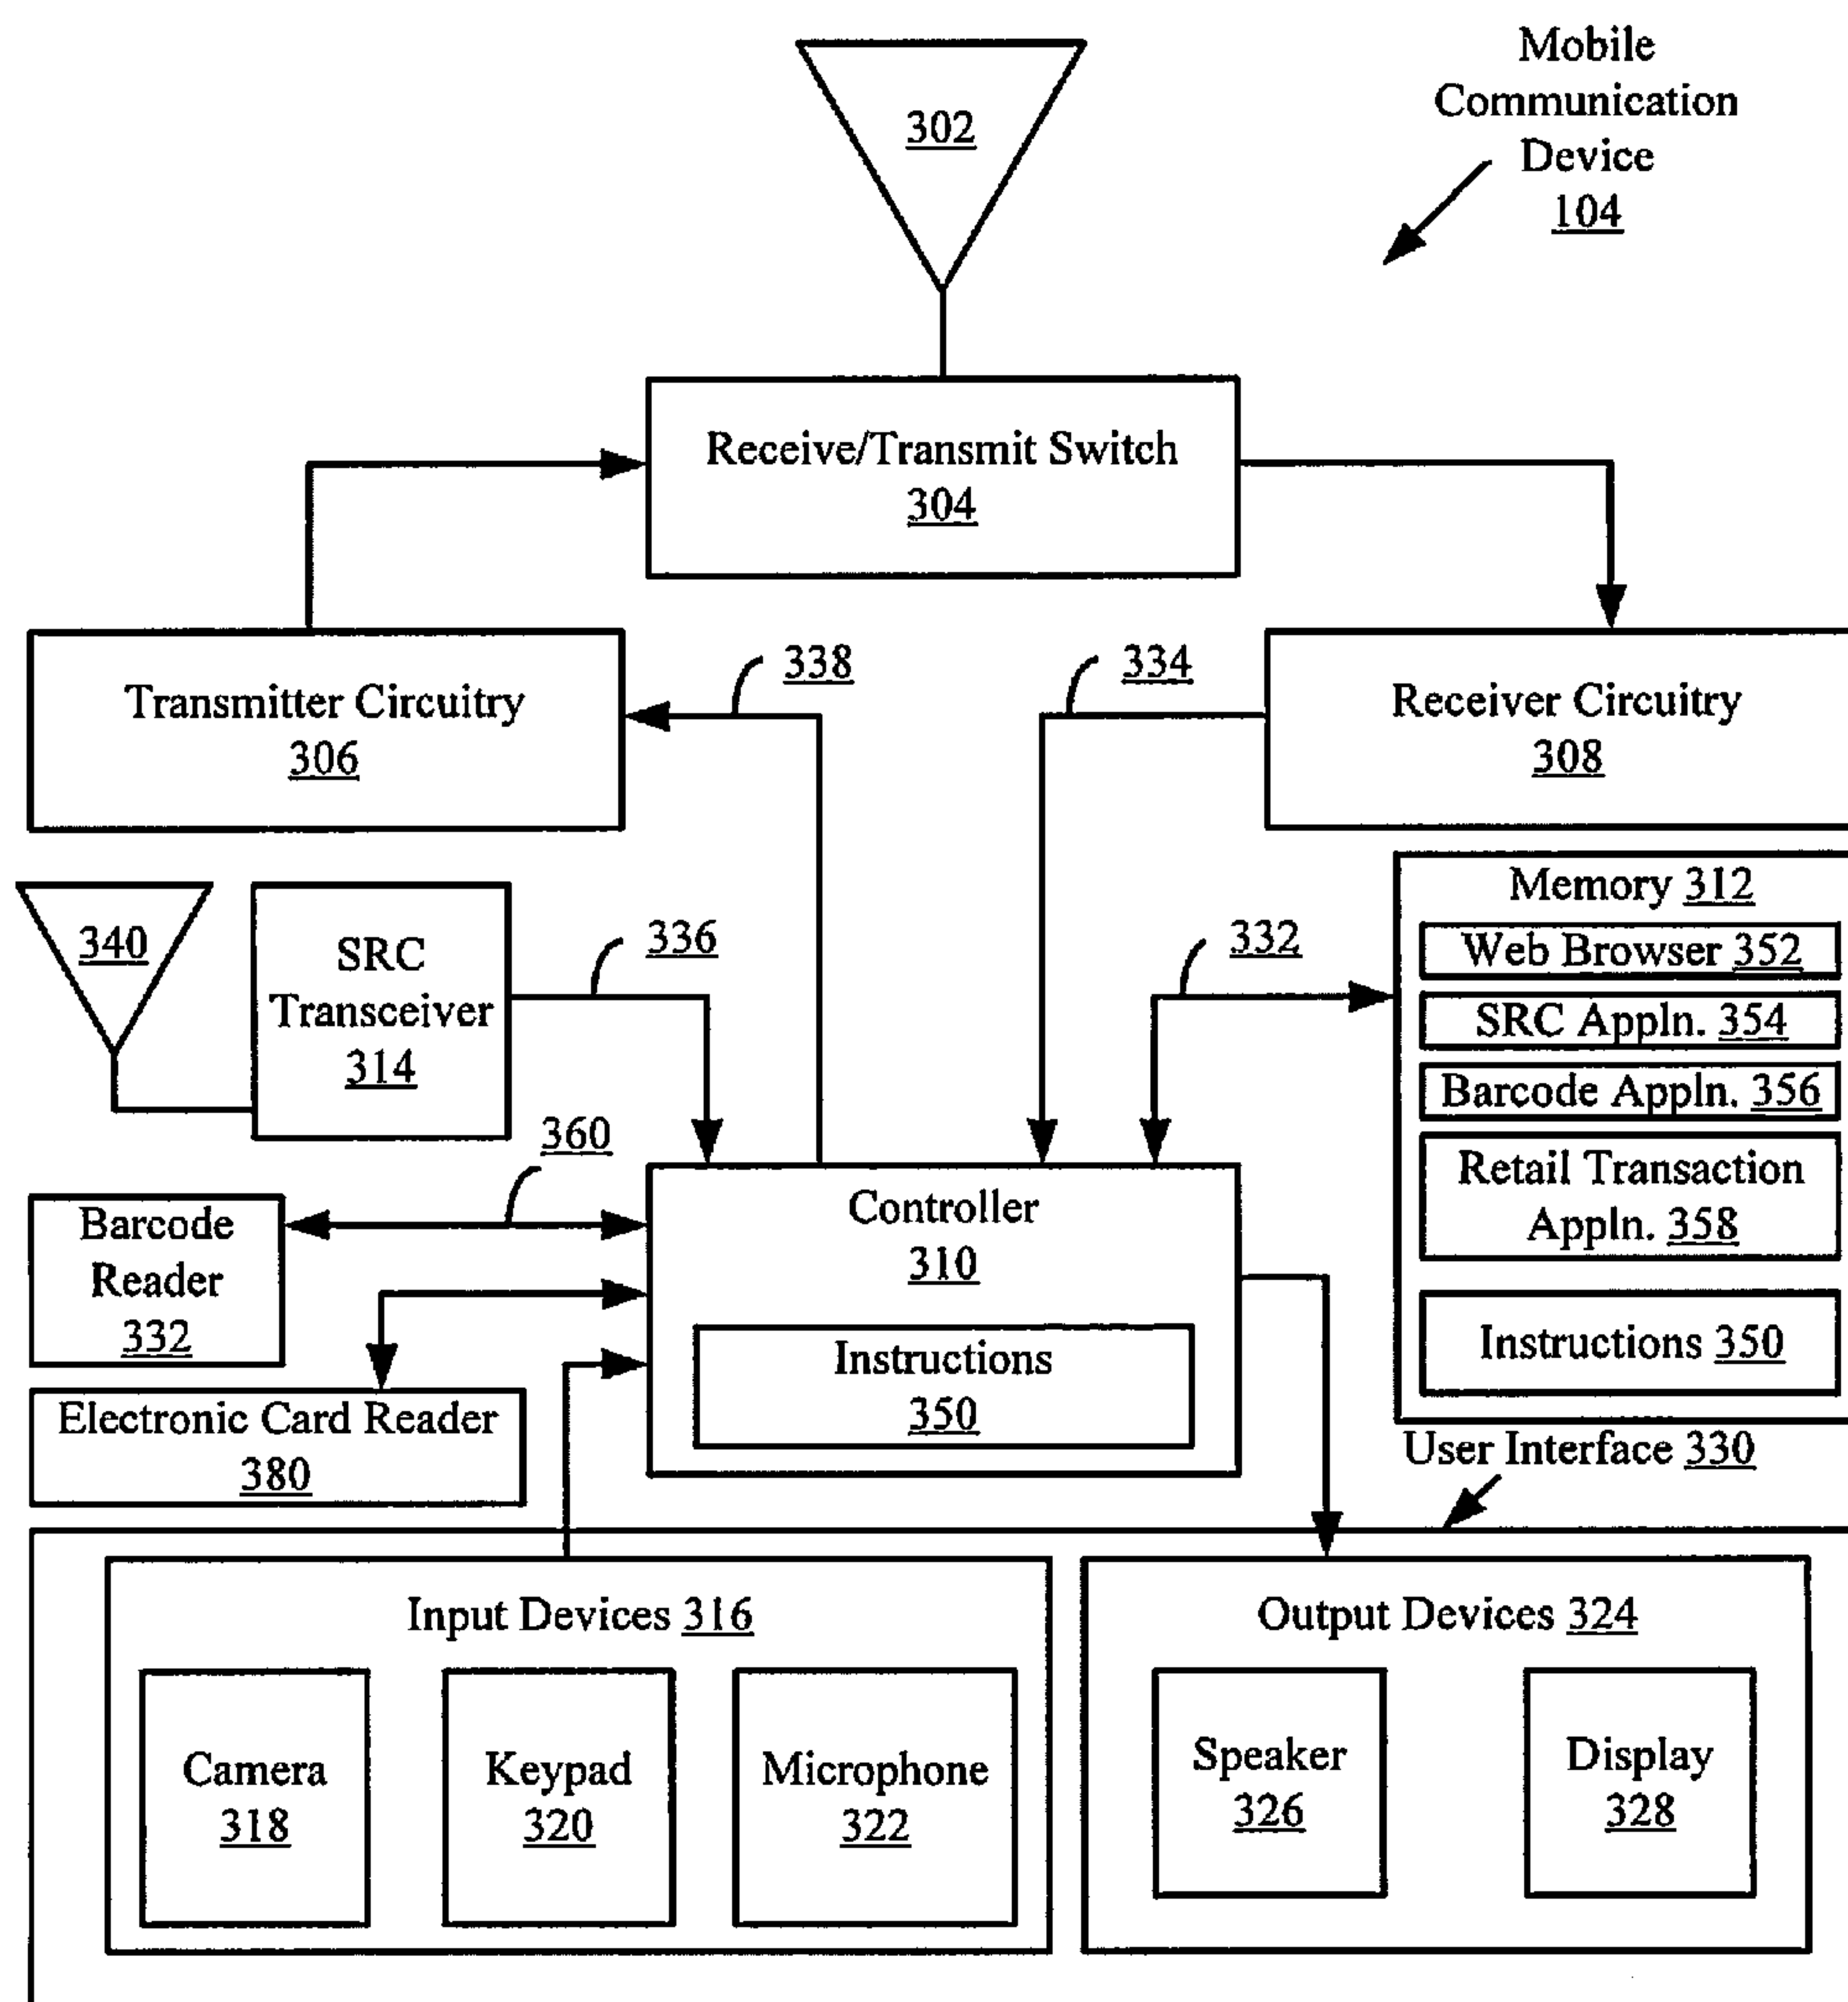 Mobile
Communication
Device
104
302
Receive/Transmit Switch
304
338
334
Transmitter Circuitry
306
Receiver Circuitry
308
340
SRC
Transceiver
314
336
332
Memory 312
Web Browser 352
SRC Appln. 354
Barcode Appln. 356
Retail Transaction
Appln. 358
Instructions 350
360
Barcode
Reader
332
Controller
310
Instructions
350
Electronic Card Reader
380
User Interface 330
Input Devices 316
Camera
318
Keypad
320
Microphone
322
Output Devices 324
Speaker
326
Display
328